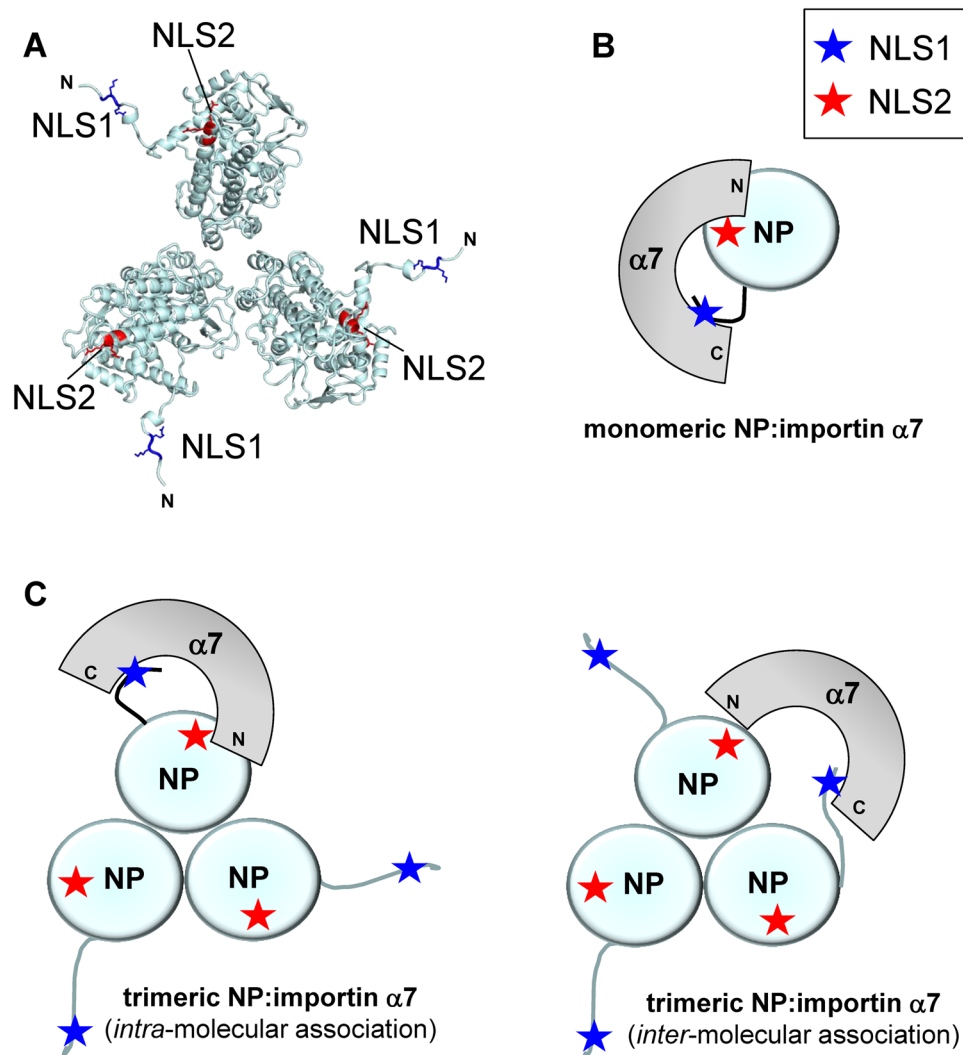 A
NLS2
N
NLS1
NLS1
N
NLS2
NLS2
NLS1
N
B
NLS1
NLS2
N
NP
α7
C
monomeric NP:importin α7
C
α7
C
N
NP
NP
NP
trimeric NP:importin α7
(intra-molecular association)
α7
N
C
NP
NP
NP
trimeric NP:importin α7
(inter-molecular association)